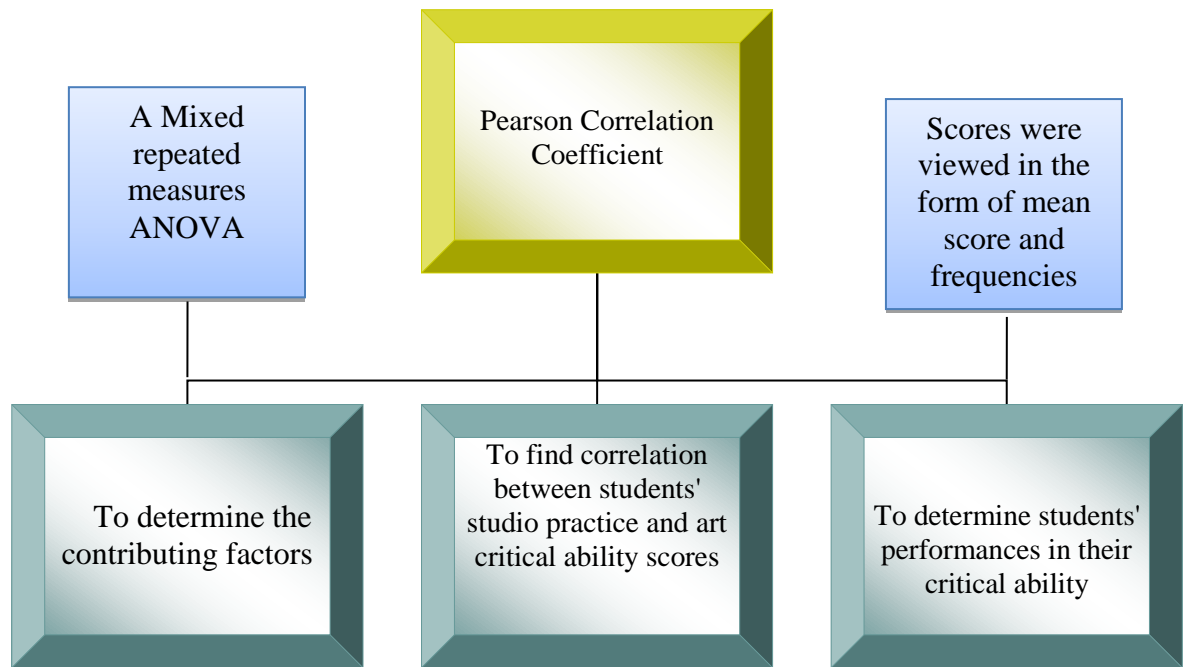 A Mixed
repeated
measures
ANOVA
Pearson Correlation
Coefficient
Scores were
viewed in the
form of mean
score and
frequencies
To determine the
contributing factors
To find correlation
between students'
studio practice and art
critical ability scores
To determine students'
performances in their
critical ability